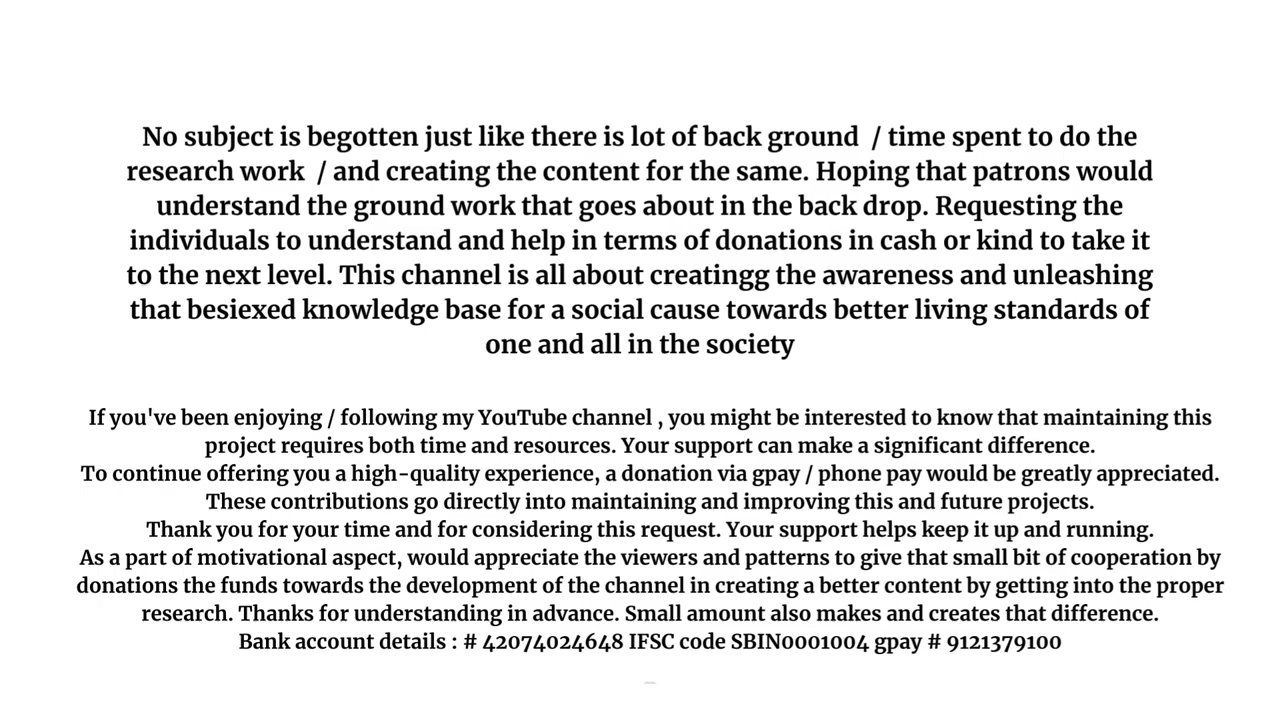 No subject is begotten just like there is lot of back ground / time spent to do the
research work / and creating the content for the same. Hoping that patrons would
understand the ground work that goes about in the back drop. Requesting the
individuals to understand and help in terms of donations in cash or kind to take it
to the next level. This channel is all about creatingg the awareness and unleashing
that besiexed knowledge base for a social cause towards better living standards of
one and all in the society
If you've been enjoying / following my YouTube channel , you might be interested to know that maintaining this
project requires both time and resources. Your support can make a significant difference.
To continue offering you a high-quality experience, a donation via gpay / phone pay would be greatly appreciated.
These contributions go directly into maintaining and improving this and future projects.
Thank you for your time and for considering this request. Your support helps keep it up and running.
As a part of motivational aspect, would appreciate the viewers and patterns to give that small bit of cooperation by
donations the funds towards the development of the channel in creating a better content by getting into the proper
research. Thanks for understanding in advance. Small amount also makes and creates that difference.
Bank account details : # 42074024648 IFSC code SBIN0001004 gpay # 9121379100